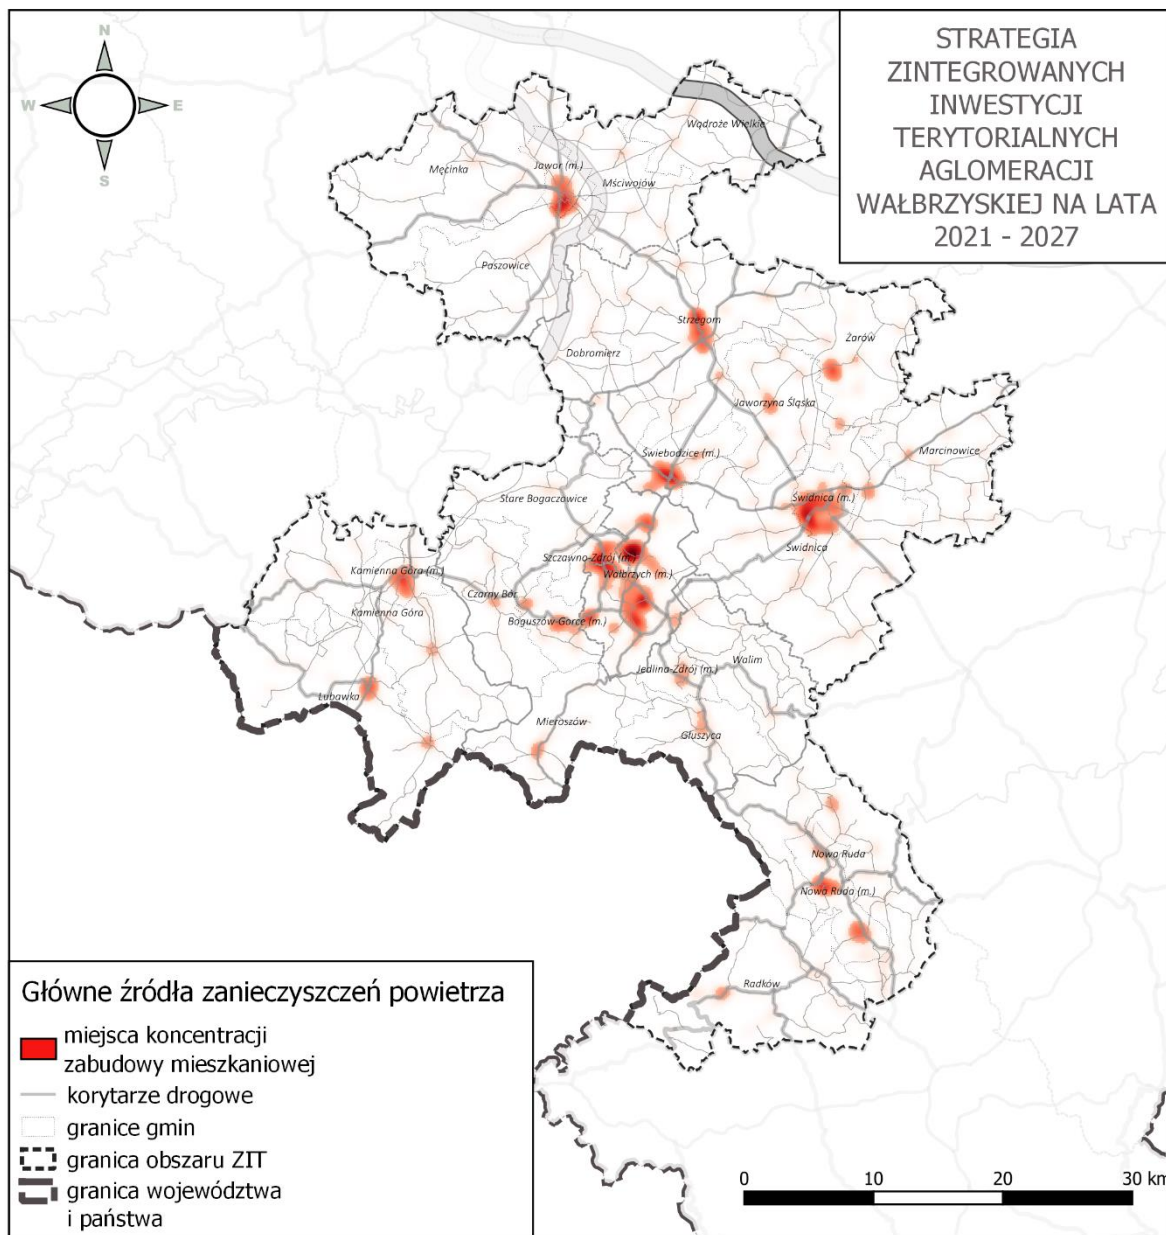 N
W
E
S
STRATEGIA
ZINTEGROWANYCH
INWESTYCJI
TERYTORIALNYCH
AGLOMERACJI
WAŁBRZYSKIEJ NA LATA
2021 - 2027
Wądroże Wielkie
Męcinka
Jawor (m.)
Mściwojów
Paszowice
Strzegom
Dobromierz
Żarów
Jaworzyna Śląska
Świebodzice (m.)
Marcinowice
Stare Bogaczowice
Świdnica (m.)
Świdnica
Szczawno-Zdrój (m.)
Wałbrzych (m.)
Kamienna Góra (m.)
Kamienna Góra
Czarny Bór
Boguszów-Gorce (m.)
Jedlina-Zdrój (m.)
Walim
Lubawka
Mieroszów
Głuszyca
Nowa Ruda
Nowa Ruda (m.)
Radków
Główne źródła zanieczyszczeń powietrza
miejsca koncentracji
zabudowy mieszkaniowej
korytarze drogowe
granice gmin
granica obszaru ZIT
granica województwa
i państwa
0 10 20 30 km